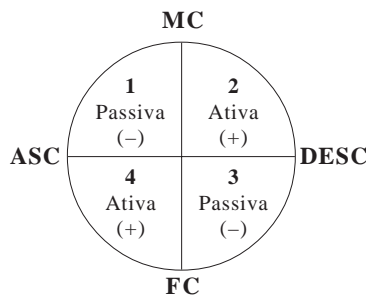 MC
1
Passiva
(–)
2
Ativa
(+)
ASC
DESC
4
Ativa
(+)
3
Passiva
(–)
FC